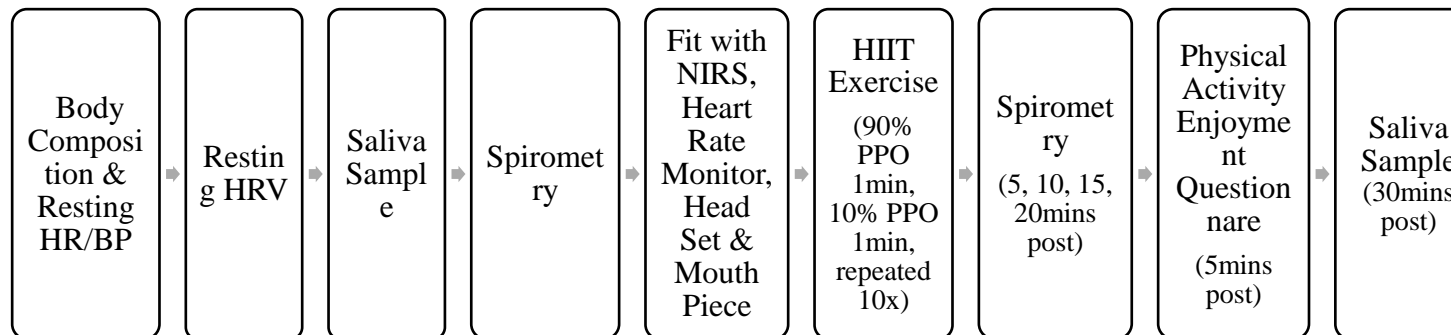 Body
Composi
tion &
Resting
HR/BP
Restin
g HRV
Saliva
Sampl
e
Spiromet
ry
Fit with
NIRS,
Heart
Rate
Monitor,
Head
Set &
Mouth
Piece
HIIT
Exercise
(90%
PPO
1min,
10% PPO
1min,
repeated
10x)
Spiromet
ry
(5, 10, 15,
20mins
post)
Physical
Activity
Enjoyme
nt
Question
nare
(5mins
post)
Saliva
Sample
(30mins
post)